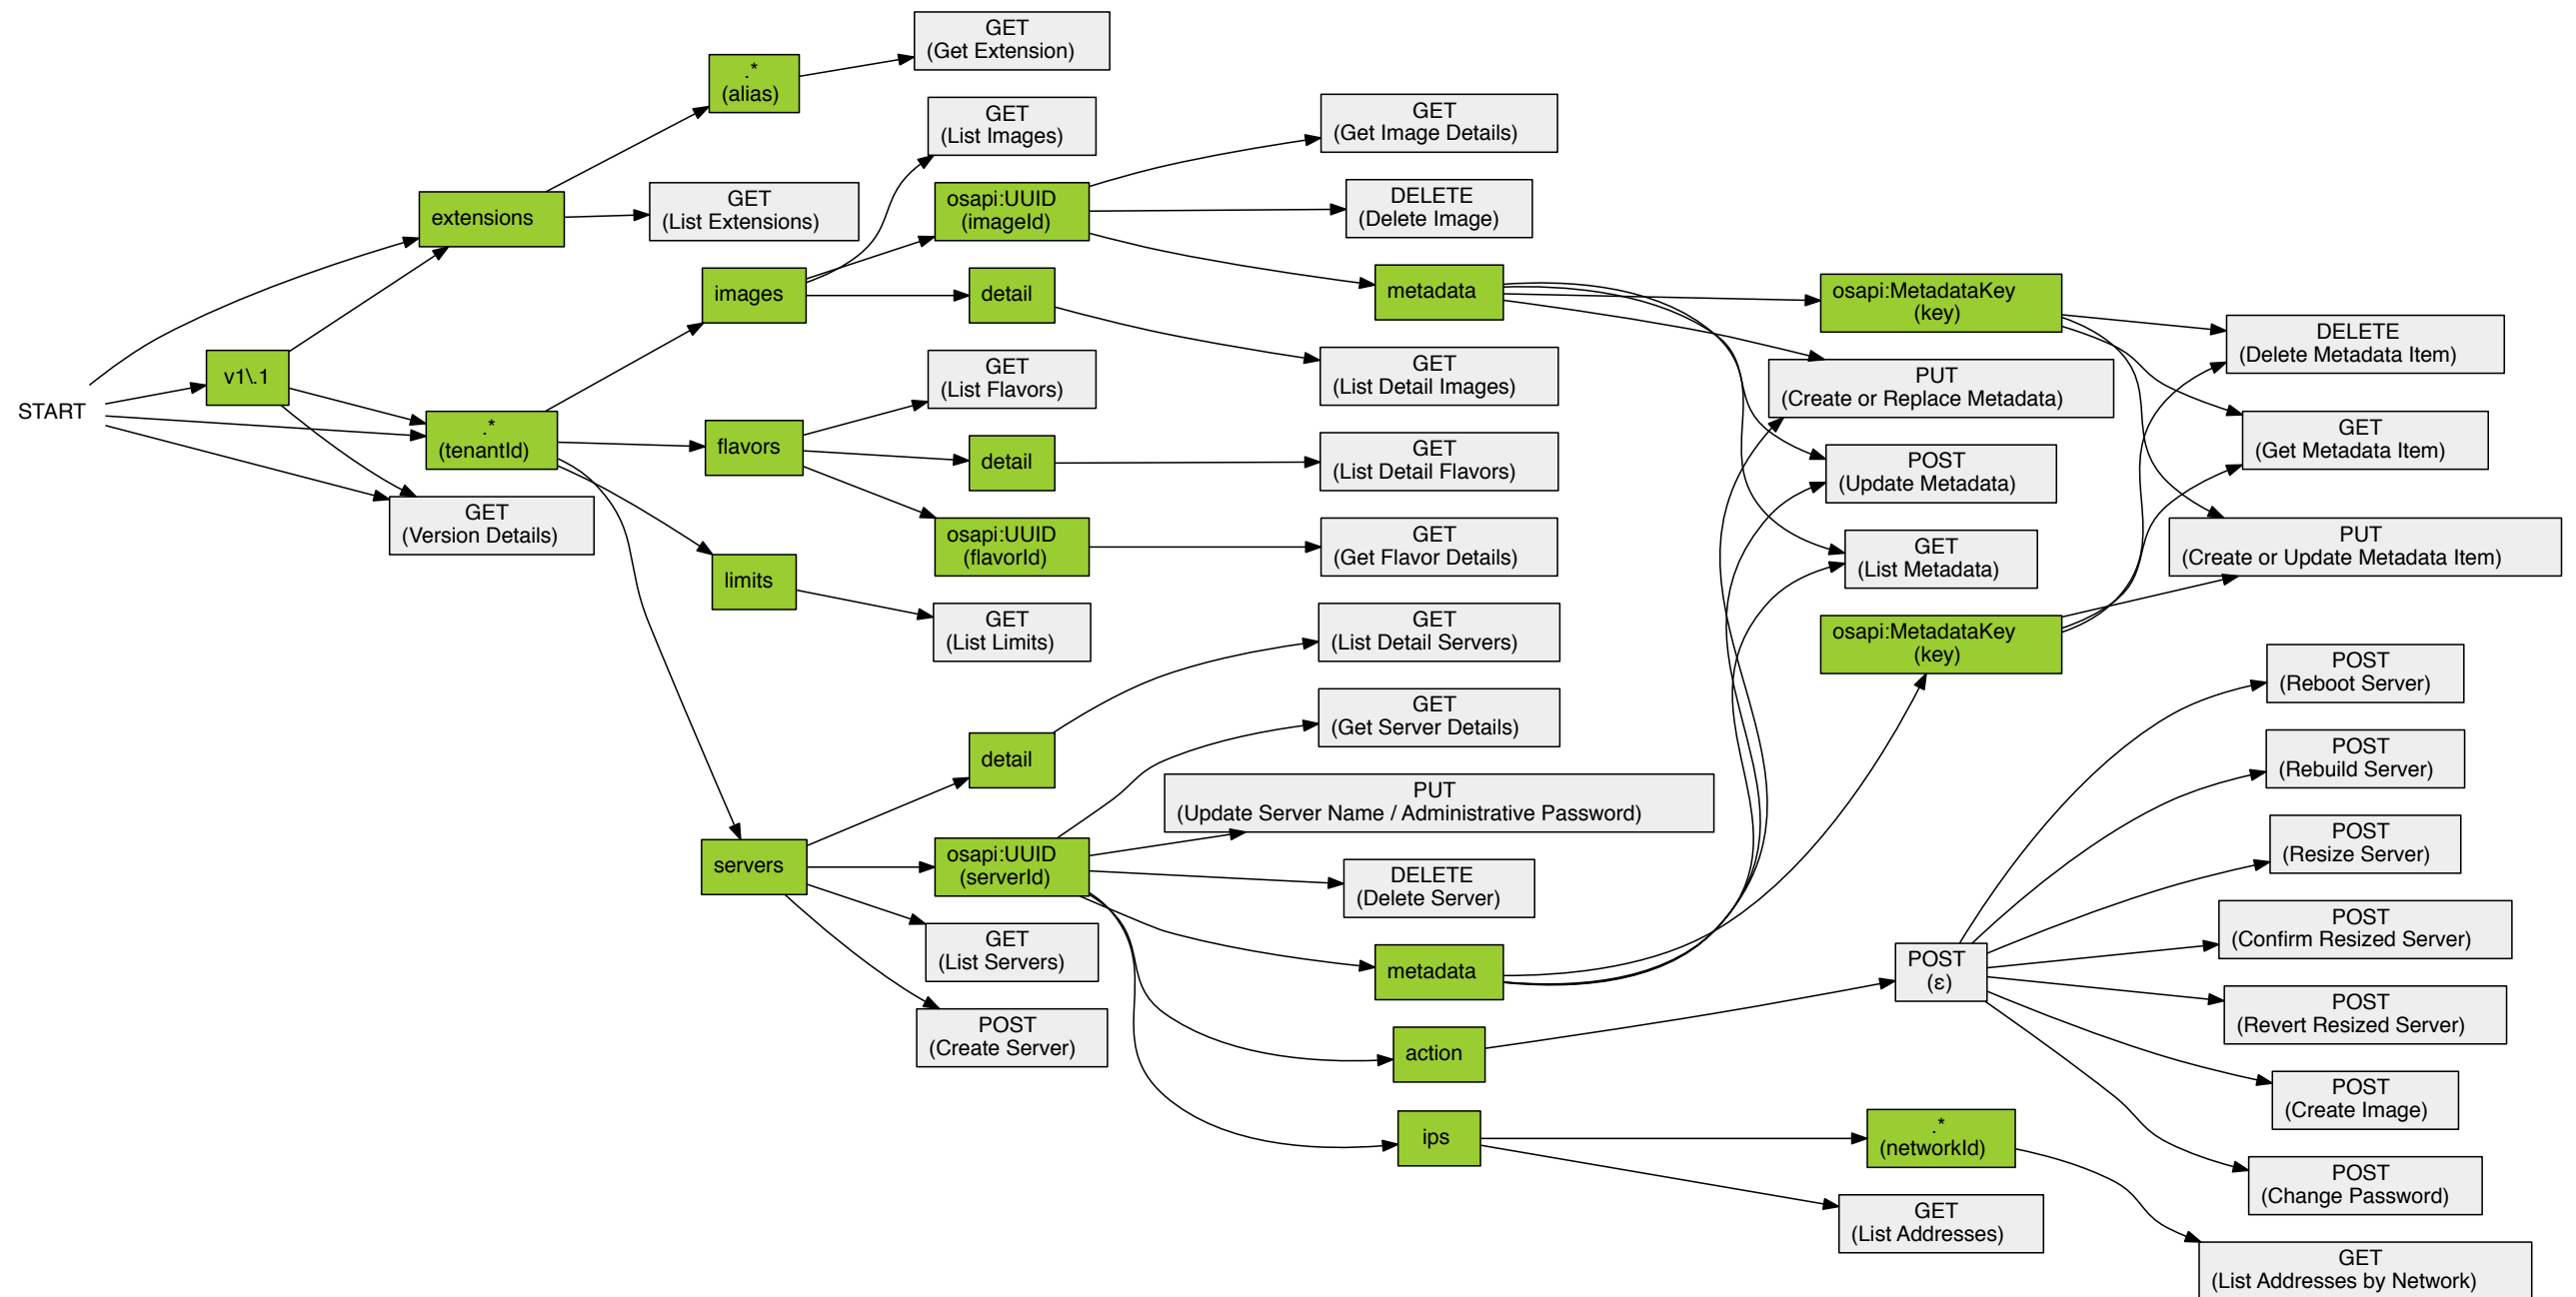 START
v1\.1
extensions
.*
(tenantId)
GET
(Version Details)
.*
(alias)
GET
(List Extensions)
images
flavors
limits
servers
GET
(Get Extension)
GET
(List Images)
osapi:UUID
(imageId)
detail
GET
(List Flavors)
detail
osapi:UUID
(flavorId)
GET
(List Limits)
detail
osapi:UUID
(serverId)
GET
(List Servers)
POST
(Create Server)
GET
(Get Image Details)
DELETE
(Delete Image)
metadata
GET
(List Detail Images)
GET
(List Detail Flavors)
GET
(Get Flavor Details)
GET
(List Detail Servers)
GET
(Get Server Details)
PUT
(Update Server Name / Administrative Password)
DELETE
(Delete Server)
metadata
action
ips
osapi:MetadataKey
(key)
PUT
(Create or Replace Metadata)
POST
(Update Metadata)
GET
(List Metadata)
osapi:MetadataKey
(key)
POST
(ε)
.*
(networkId)
GET
(List Addresses)
DELETE
(Delete Metadata Item)
GET
(Get Metadata Item)
PUT
(Create or Update Metadata Item)
POST
(Reboot Server)
POST
(Rebuild Server)
POST
(Resize Server)
POST
(Confirm Resized Server)
POST
(Revert Resized Server)
POST
(Create Image)
POST
(Change Password)
GET
(List Addresses by Network)